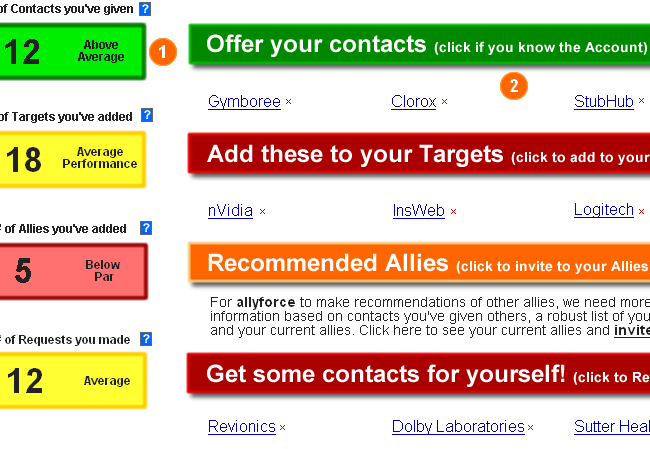 of Contacts you've given ?
12 Above Average
1
Offer your contacts (click if you know the Account)
2
Gymboree × Clorox × StubHub ×
of Targets you've added ?
18 Average Performance
Add these to your Targets (click to add to your
nVidia × InsWeb × Logitech ×
# of Allies you've added ?
5 Below Par
Recommended Allies (click to invite to your Allies
For allyforce to make recommendations of other allies, we need more
information based on contacts you've given others, a robust list of you
and your current allies. Click here to see your current allies and invite
# of Requests you made ?
12 Average
Get some contacts for yourself! (click to Re
Revionics × Dolby Laboratories × Sutter Heal